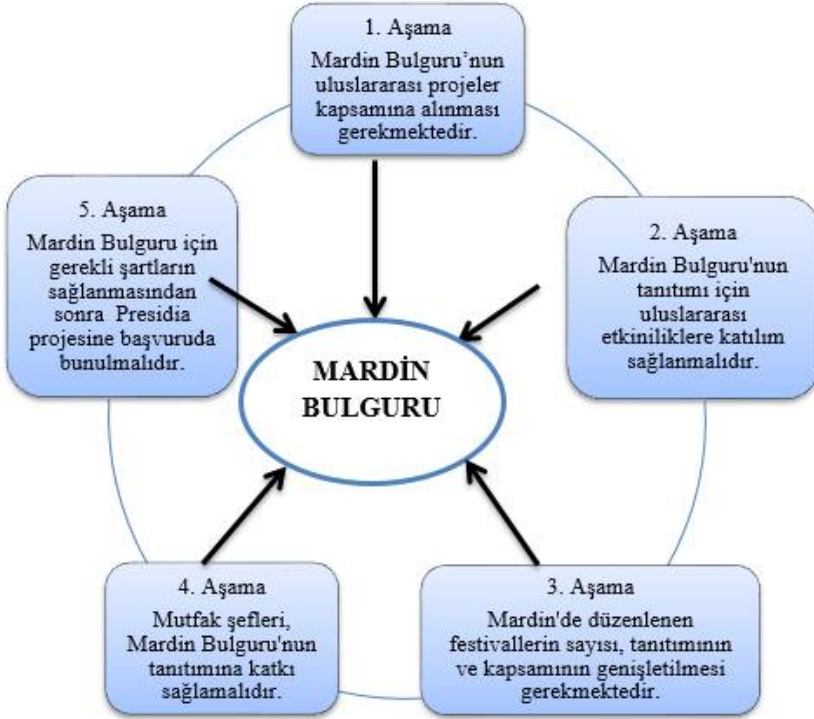 1. Aşama
Mardin Bulguru’nun
uluslararası projeler
kapsamına alınması
gerekmektedir.
2. Aşama
Mardin Bulguru'nun
tanıtımı için
uluslararası
etkiniliklere katılım
sağlanmalıdır.
3. Aşama
Mardin'de düzenlenen
festivallerin sayısı, tanıtımının
ve kapsamının genişletilmesi
gerekmektedir.
4. Aşama
Mutfak şefleri,
Mardin Bulguru'nun
tanıtımına katkı
sağlamalıdır.
5. Aşama
Mardin Bulguru için
gerekli şartların
sağlanmasından
sonra Presidia
projesine başvuruda
bunulmalıdır.
MARDİN
BULGURU